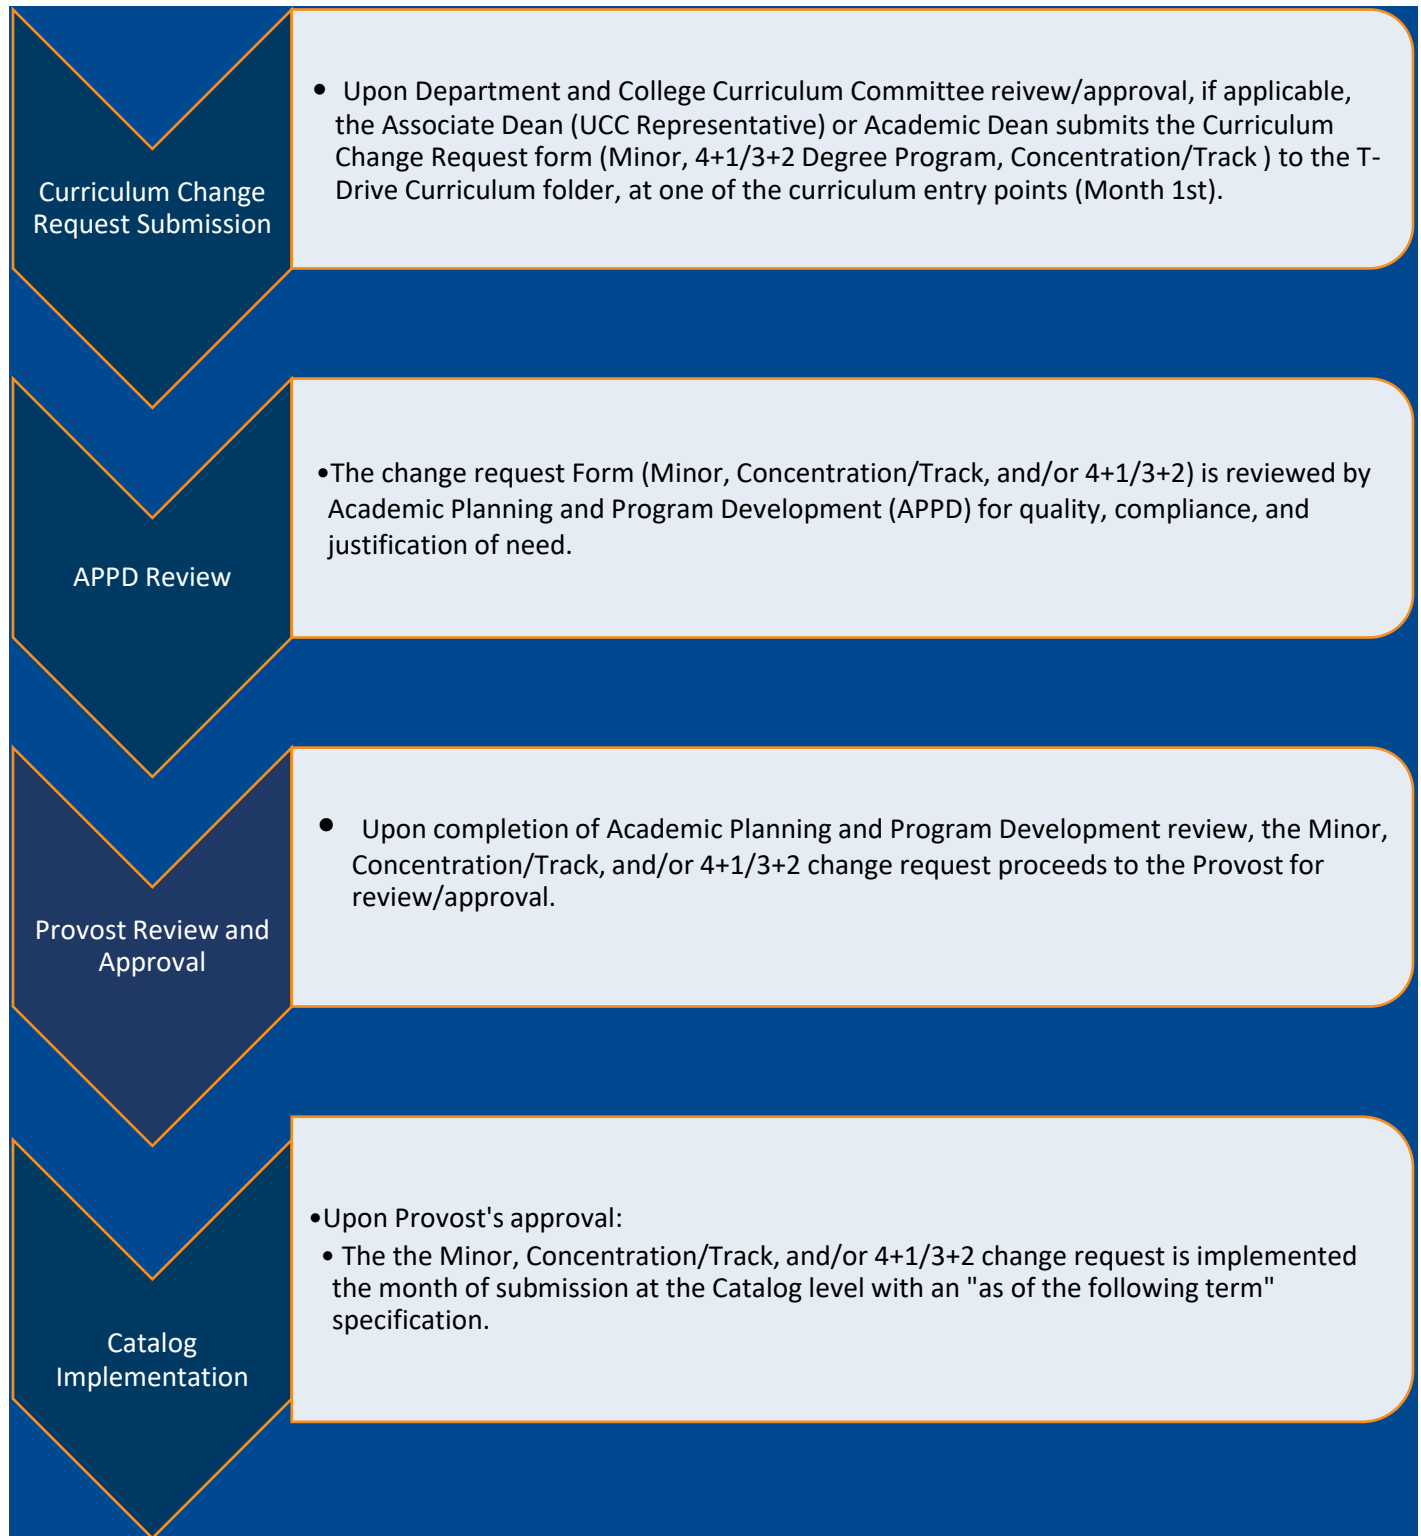 Curriculum Change
Request Submission
• Upon Department and College Curriculum Committee reivew/approval, if applicable,
the Associate Dean (UCC Representative) or Academic Dean submits the Curriculum
Change Request form (Minor, 4+1/3+2 Degree Program, Concentration/Track ) to the T-
Drive Curriculum folder, at one of the curriculum entry points (Month 1st).
APPD Review
•The change request Form (Minor, Concentration/Track, and/or 4+1/3+2) is reviewed by
Academic Planning and Program Development (APPD) for quality, compliance, and
justification of need.
Provost Review and
Approval
• Upon completion of Academic Planning and Program Development review, the Minor,
Concentration/Track, and/or 4+1/3+2 change request proceeds to the Provost for
review/approval.
Catalog
Implementation
•Upon Provost's approval:
• The the Minor, Concentration/Track, and/or 4+1/3+2 change request is implemented
the month of submission at the Catalog level with an "as of the following term"
specification.